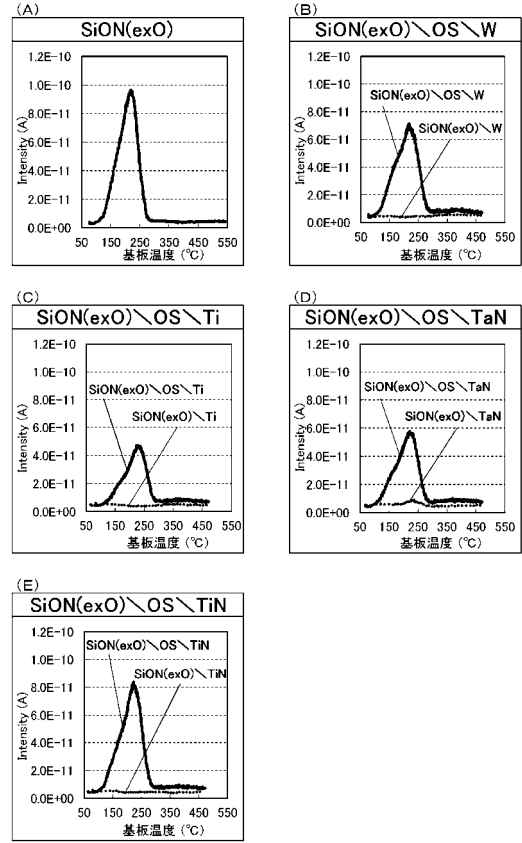 (A)
SiON(exO)
1.2E-10
1.0E-10
8.0E-11
6.0E-11
4.0E-11
2.0E-11
0.0E+00
Intensity (A)
50 150 250 350 450 550
基板温度 (℃)
(B)
SiON(exO)＼OS＼W
1.2E-10
1.0E-10
8.0E-11
6.0E-11
4.0E-11
2.0E-11
0.0E+00
Intensity (A)
SiON(exO)＼OS＼W
SiON(exO)＼W
50 150 250 350 450 550
基板温度 (℃)
(C)
SiON(exO)＼OS＼Ti
1.2E-10
1.0E-10
8.0E-11
6.0E-11
4.0E-11
2.0E-11
0.0E+00
Intensity (A)
SiON(exO)＼OS＼Ti
SiON(exO)＼Ti
50 150 250 350 450 550
基板温度 (℃)
(D)
SiON(exO)＼OS＼TaN
1.2E-10
1.0E-10
8.0E-11
6.0E-11
4.0E-11
2.0E-11
0.0E+00
Intensity (A)
SiON(exO)＼OS＼TaN
SiON(exO)＼TaN
50 150 250 350 450 550
基板温度 (℃)
(E)
SiON(exO)＼OS＼TiN
1.2E-10
1.0E-10
8.0E-11
6.0E-11
4.0E-11
2.0E-11
0.0E+00
Intensity (A)
SiON(exO)＼OS＼TiN
SiON(exO)＼TiN
50 150 250 350 450 550
基板温度 (℃)